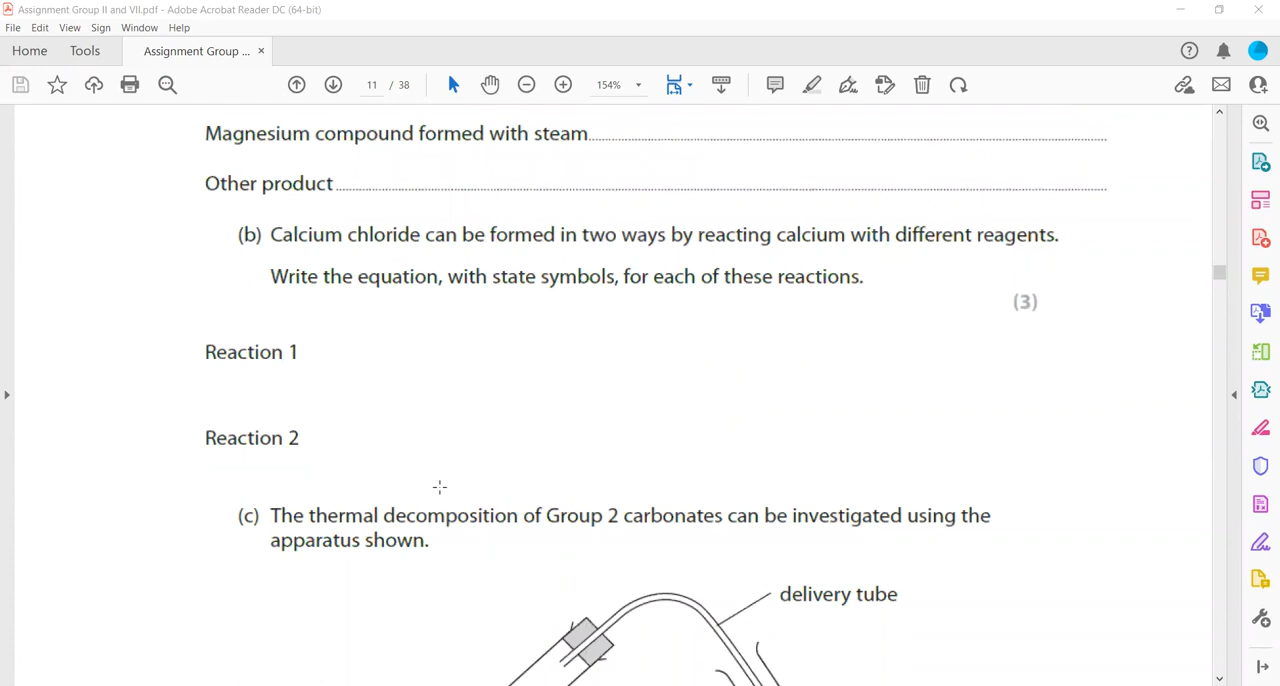 Assignment Group II and VII.pdf - Adobe Acrobat Reader DC (64-bit)
File Edit View Sign Window Help
Home Tools Assignment Group ... ×
11 / 38 154%
Magnesium compound formed with steam
Other product
(b) Calcium chloride can be formed in two ways by reacting calcium with different reagents.
Write the equation, with state symbols, for each of these reactions.
(3)
Reaction 1
Reaction 2
(c) The thermal decomposition of Group 2 carbonates can be investigated using the
apparatus shown.
delivery tube